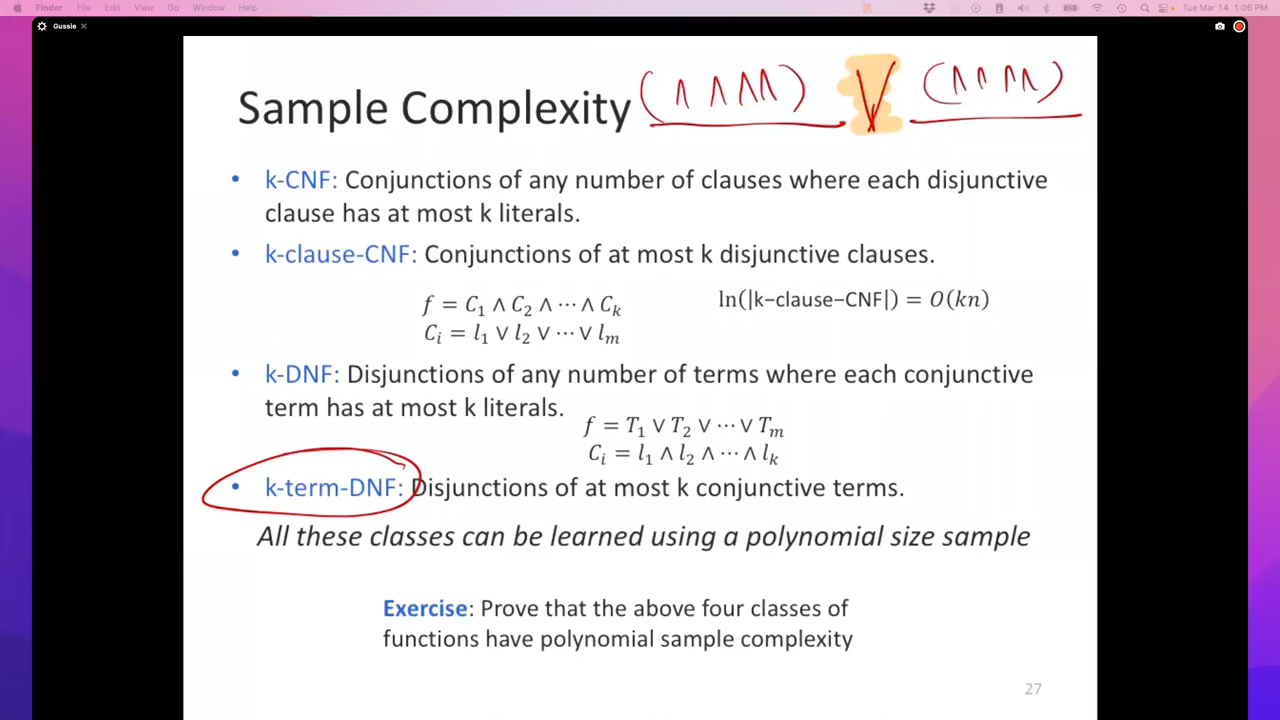 Finder File Edit View Go Window Help Tue Mar 14 1:06 PM
Gussie
Sample Complexity (∧ ∧ ∧∧) ∨ (∧∧ ∧∧)
• k-CNF: Conjunctions of any number of clauses where each disjunctive
clause has at most k literals.
• k-clause-CNF: Conjunctions of at most k disjunctive clauses.
f = C₁ ∧ C₂ ∧ ⋯ ∧ Cₖ ln(|k−clause−CNF|) = O(kn)
Cᵢ = l₁ ∨ l₂ ∨ ⋯ ∨ lₘ
• k-DNF: Disjunctions of any number of terms where each conjunctive
term has at most k literals.
f = T₁ ∨ T₂ ∨ ⋯ ∨ Tₘ
Cᵢ = l₁ ∧ l₂ ∧ ⋯ ∧ lₖ
• k-term-DNF: Disjunctions of at most k conjunctive terms.
All these classes can be learned using a polynomial size sample
Exercise: Prove that the above four classes of
functions have polynomial sample complexity
27